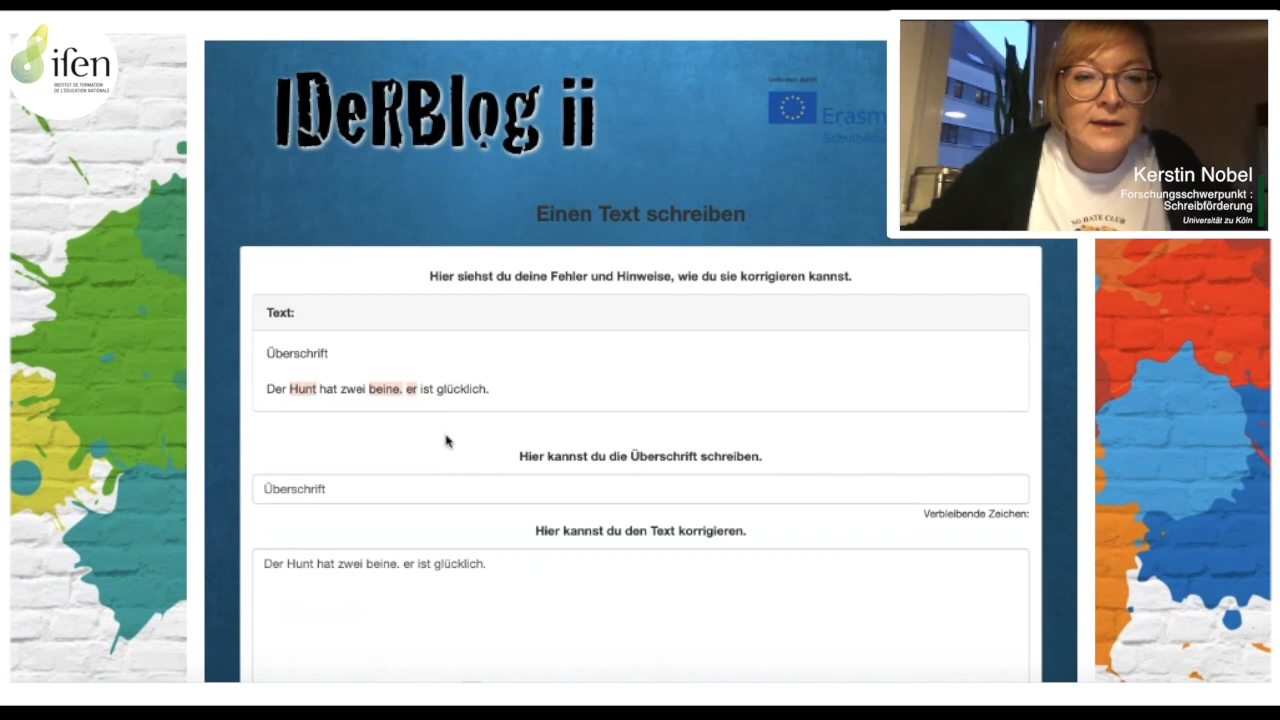 ifen
INSTITUT DE FORMATION
DE L'ÉDUCATION NATIONALE
IDeRBlog ii
Erasm
Schulbildu
Kerstin Nobel
Forschungsschwerpunkt :
Schreibförderung
Universität zu Köln
NO HATE CLUB
Einen Text schreiben
Hier siehst du deine Fehler und Hinweise, wie du sie korrigieren kannst.
Text:
Überschrift
Der Hunt hat zwei beine. er ist glücklich.
Hier kannst du die Überschrift schreiben.
Überschrift
Verbleibende Zeichen:
Hier kannst du den Text korrigieren.
Der Hunt hat zwei beine. er ist glücklich.